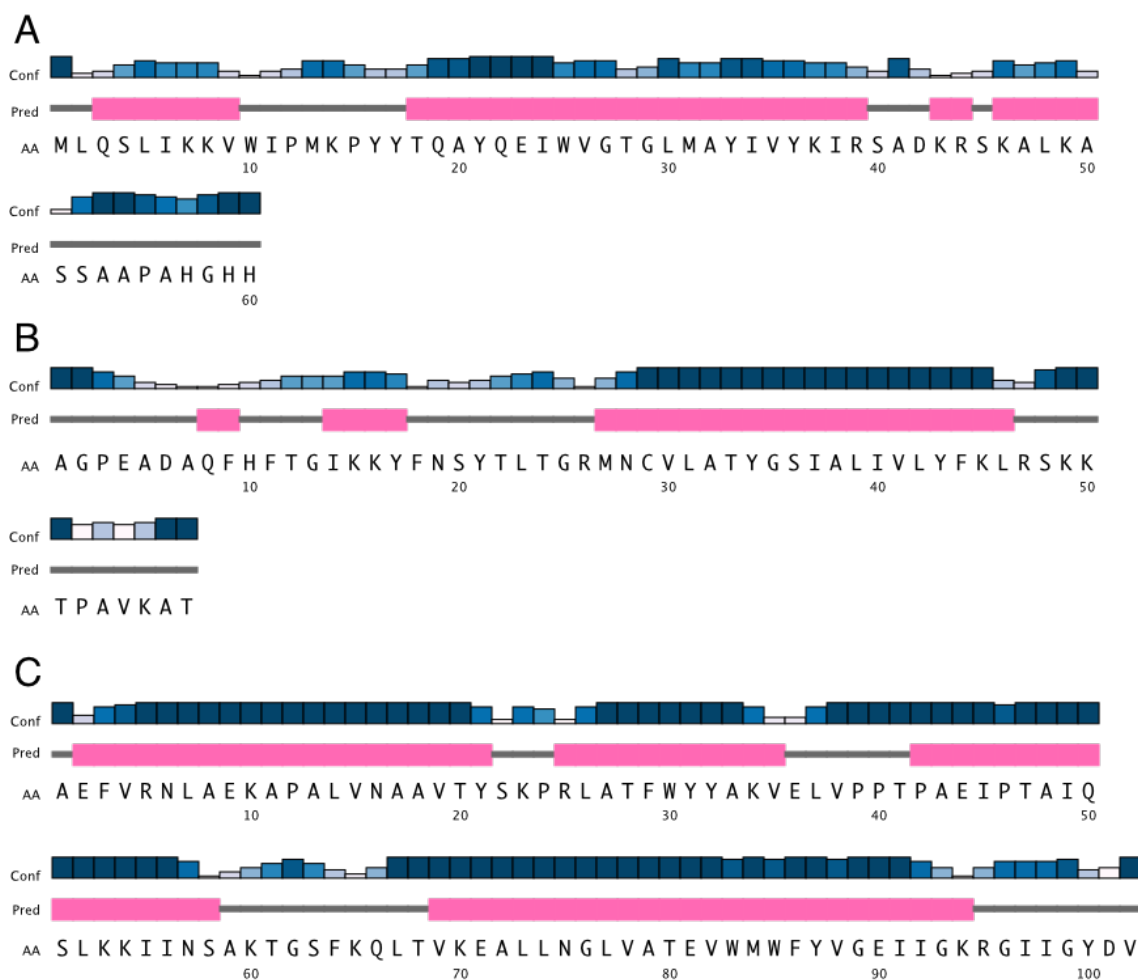 A
Conf
Pred
AA M L Q S L I K K V W I P M K P Y Y T Q A Y Q E I W V G T G L M A Y I V Y K I R S A D K R S K A L K A
10 20 30 40 50
Conf
Pred
AA S S A A P A H G H H
60
B
Conf
Pred
AA A G P E A D A Q F H F T G I K K Y F N S Y T L T G R M N C V L A T Y G S I A L I V L Y F K L R S K K
10 20 30 40 50
Conf
Pred
AA T P A V K A T
C
Conf
Pred
AA A E F V R N L A E K A P A L V N A A V T Y S K P R L A T F W Y Y A K V E L V P P T P A E I P T A I Q
10 20 30 40 50
Conf
Pred
AA S L K K I I N S A K T G S F K Q L T V K E A L L N G L V A T E V W M W F Y V G E I I G K R G I I G Y D V
60 70 80 90 100